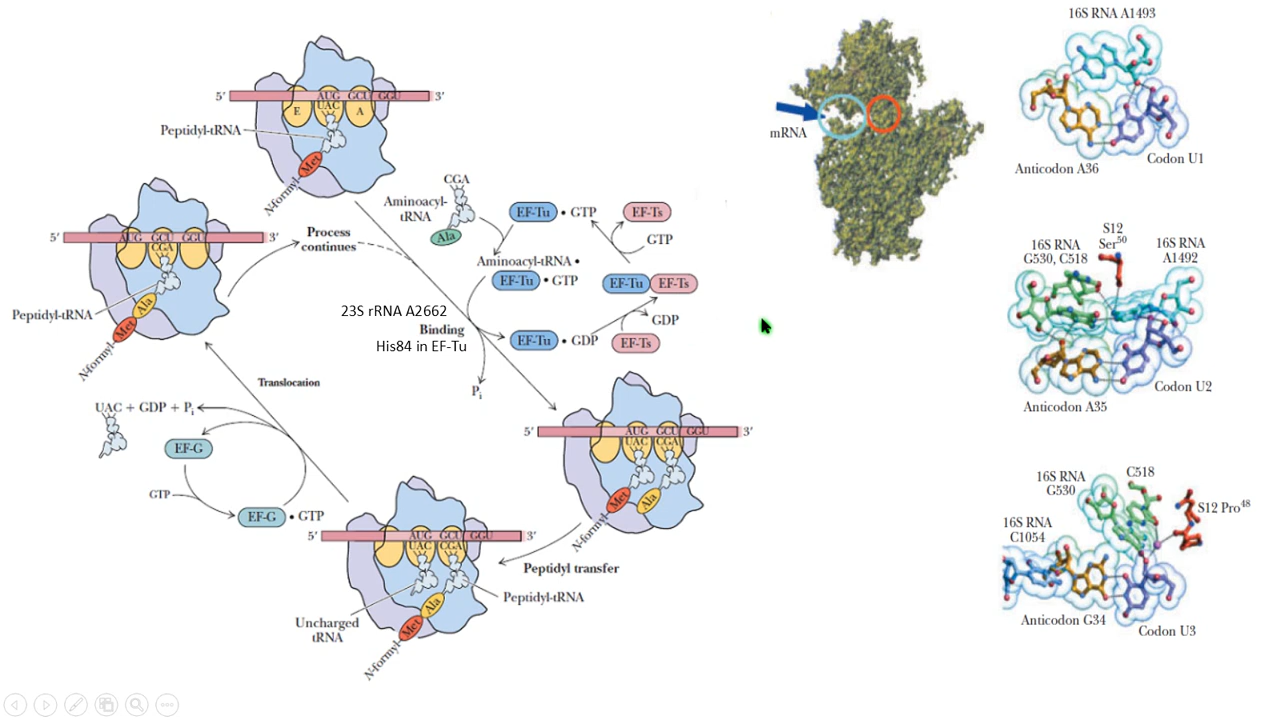 5′ AUG GCU GGU 3′
UAC
E A
Peptidyl-tRNA
Met
N-formyl-
CGA
Aminoacyl-
tRNA
Ala
EF-Tu • GTP
EF-Ts
GTP
Aminoacyl-tRNA •
EF-Tu • GTP
EF-Tu EF-Ts
GDP
EF-Tu • GDP
EF-Ts
Pi
Process
continues
23S rRNA A2662
Binding
His84 in EF-Tu
5′ AUG GCU GGU 3′
CGA
Peptidyl-tRNA
Ala
Met
N-formyl-
Translocation
UAC + GDP + Pi
EF-G
GTP
EF-G • GTP
5′ AUG GCU GGU 3′
UAC CGA
Met Ala
N-formyl-
Peptidyl transfer
5′ AUG GCU GGU 3′
UAC CGA
Peptidyl-tRNA
Uncharged
tRNA
Ala
Met
N-formyl-
mRNA
16S RNA A1493
Anticodon A36
Codon U1
16S RNA
G530, C518
S12
Ser50
16S RNA
A1492
Anticodon A35
Codon U2
16S RNA
G530
C518
S12 Pro48
16S RNA
C1054
Anticodon G34
Codon U3